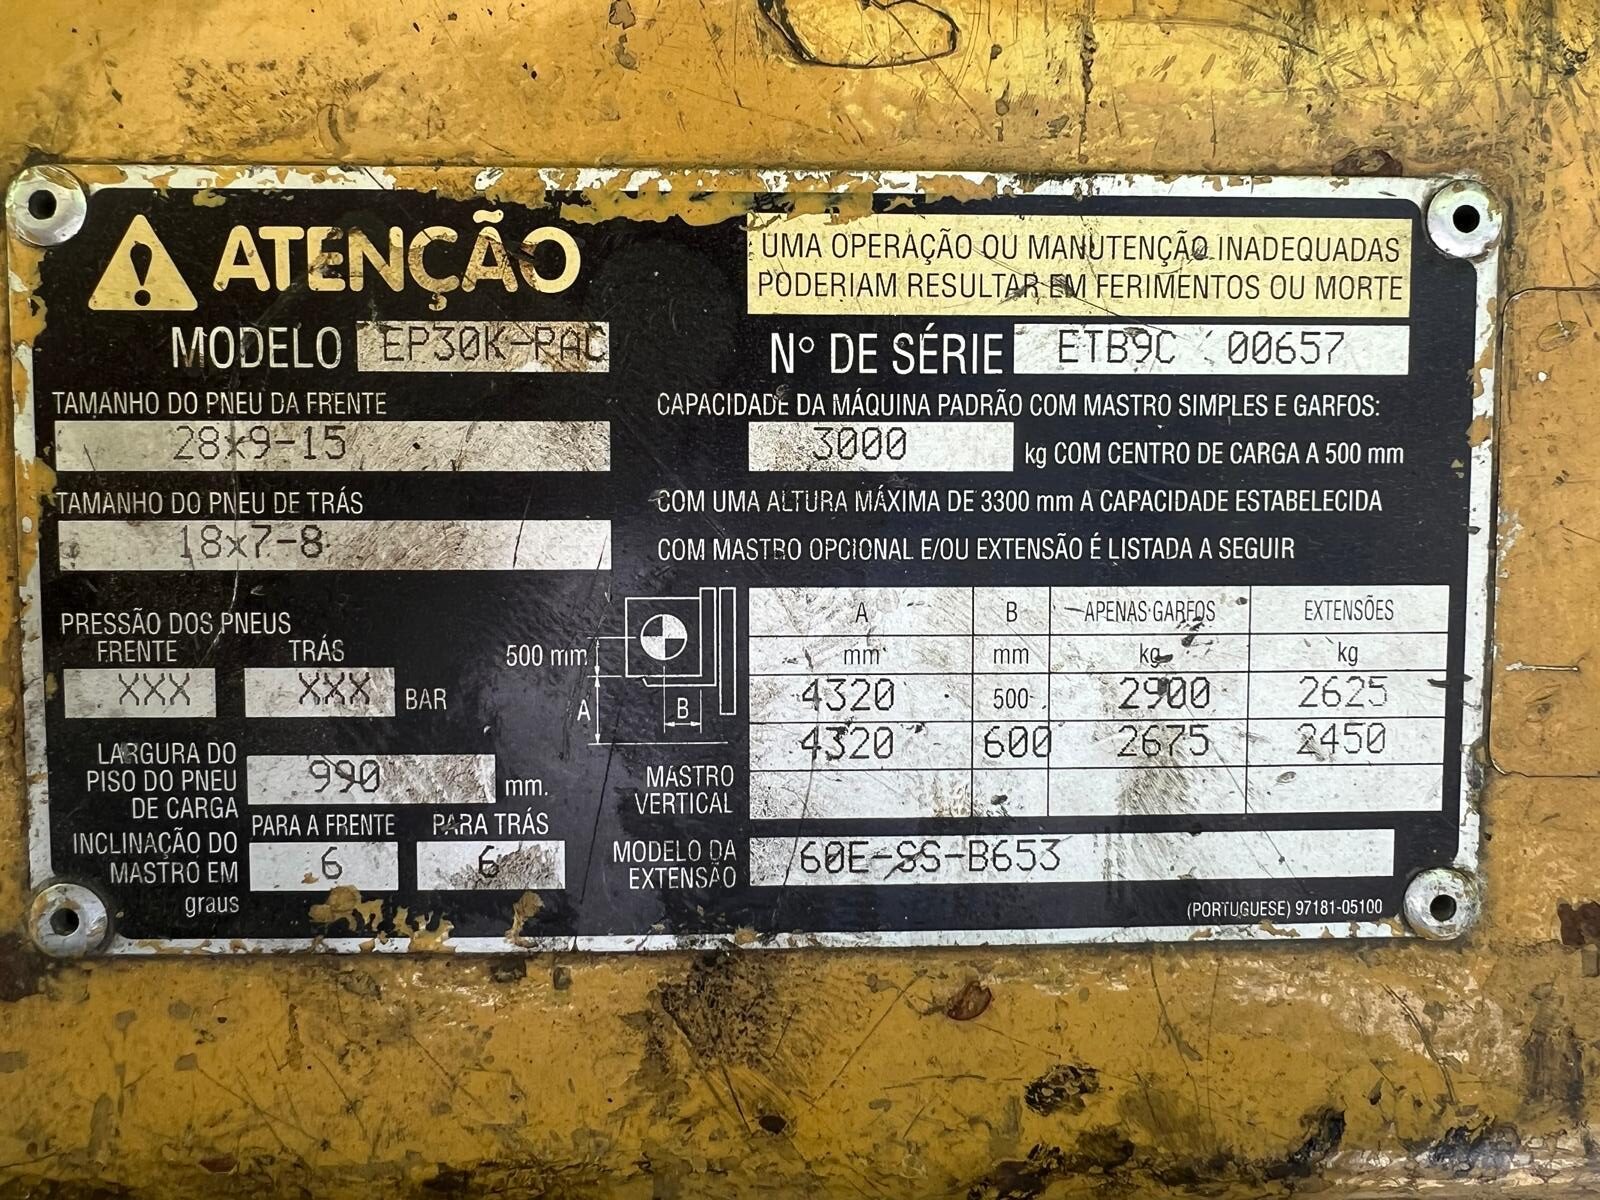 ATENÇÃO
UMA OPERAÇÃO OU MANUTENÇÃO INADEQUADAS
PODERIAM RESULTAR EM FERIMENTOS OU MORTE
MODELO EP30K-PAC
Nº DE SÉRIE ETB9C 00657
TAMANHO DO PNEU DA FRENTE
28x9-15
TAMANHO DO PNEU DE TRÁS
18x7-8
CAPACIDADE DA MÁQUINA PADRÃO COM MASTRO SIMPLES E GARFOS:
3000 kg COM CENTRO DE CARGA A 500 mm
COM UMA ALTURA MÁXIMA DE 3300 mm A CAPACIDADE ESTABELECIDA
COM MASTRO OPCIONAL E/OU EXTENSÃO É LISTADA A SEGUIR
PRESSÃO DOS PNEUS
FRENTE TRÁS
XXX XXX BAR
LARGURA DO
PISO DO PNEU
DE CARGA
990 mm.
INCLINAÇÃO DO
MASTRO EM
graus
PARA A FRENTE PARA TRÁS
6 6
500 mm
A
B
MASTRO
VERTICAL
A B APENAS GARFOS EXTENSÕES
mm mm kg kg
4320 500 2900 2625
4320 600 2675 2450
MODELO DA
EXTENSÃO
60E-SS-B653
(PORTUGUESE) 97181-05100